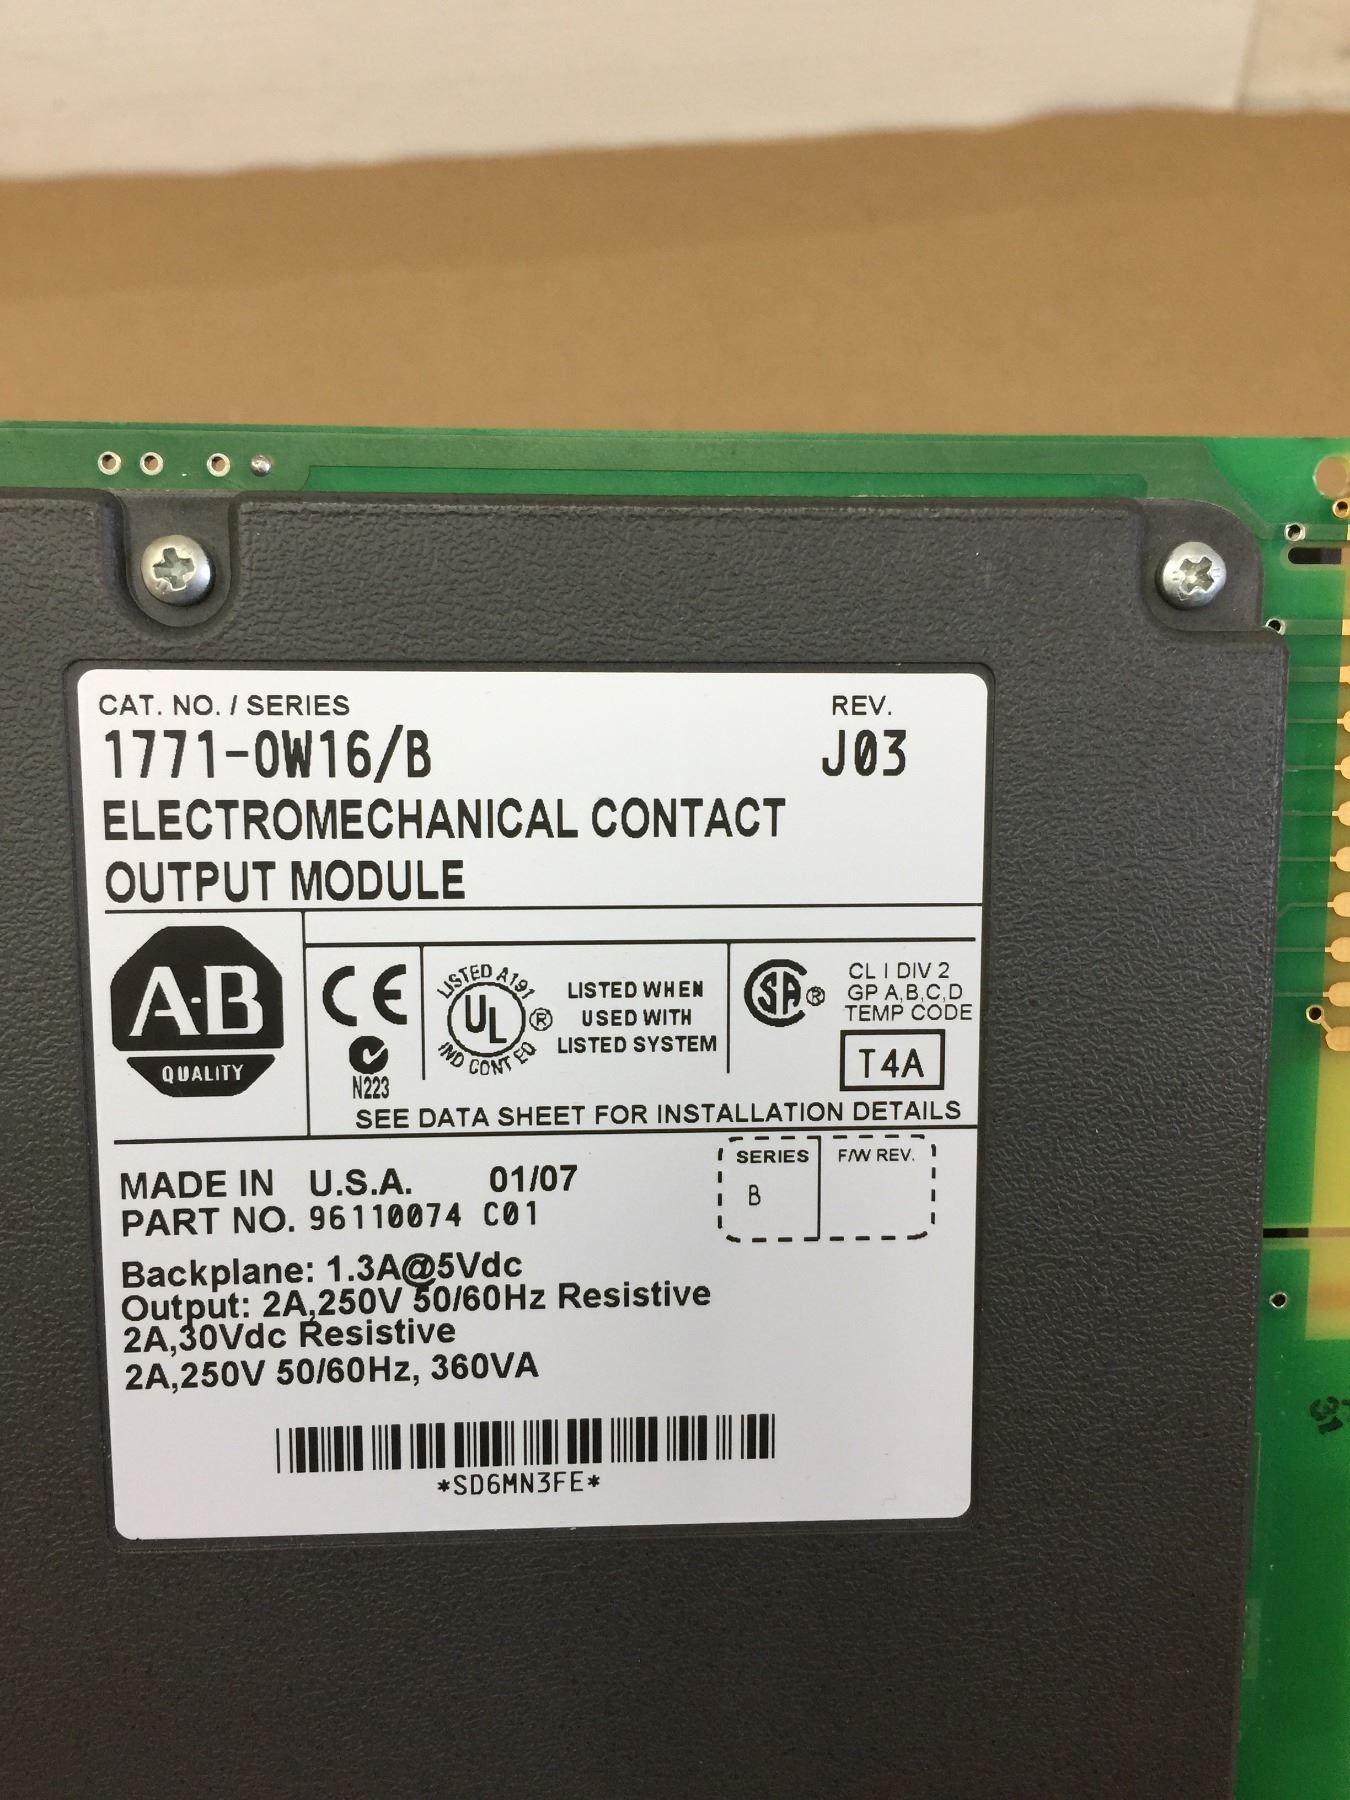 CAT. NO. / SERIES REV.
1771-OW16/B J03
ELECTROMECHANICAL CONTACT
OUTPUT MODULE
A-B
QUALITY
CE
N223
LISTED A191
UL ®
IND CONT EQ
LISTED WHEN
USED WITH
LISTED SYSTEM
SA ®
CL I DIV 2
GP A,B,C,D
TEMP CODE
T4A
SEE DATA SHEET FOR INSTALLATION DETAILS
MADE IN U.S.A. 01/07
PART NO. 96110074 C01
SERIES F/W REV.
B
Backplane: 1.3A@5Vdc
Output: 2A,250V 50/60Hz Resistive
2A,30Vdc Resistive
2A,250V 50/60Hz, 360VA
*SD6MN3FE*